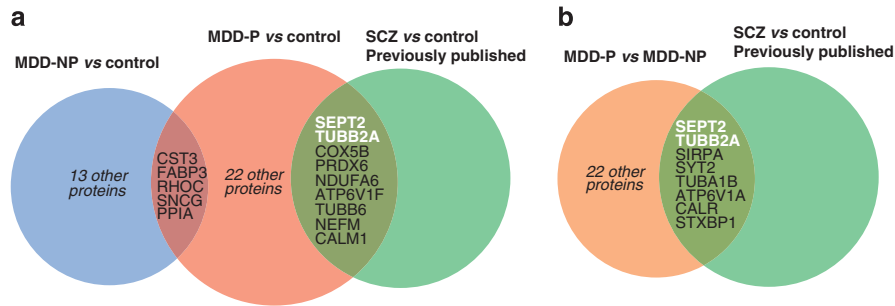 a
MDD-NP vs control
MDD-P vs control
SCZ vs control
Previously published
13 other
proteins
CST3
FABP3
RHOC
SNCG
PPIA
22 other
proteins
SEPT2
TUBB2A
COX5B
PRDX6
NDUFA6
ATP6V1F
TUBB6
NEFM
CALM1
b
MDD-P vs MDD-NP
SCZ vs control
Previously published
22 other
proteins
SEPT2
TUBB2A
SIRPA
SYT2
TUBA1B
ATP6V1A
CALR
STXBP1